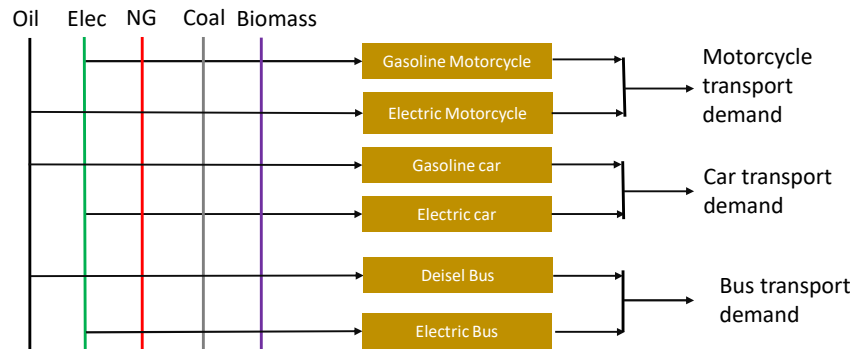 Oil Elec NG Coal Biomass
Gasoline Motorcycle
Electric Motorcycle
Motorcycle
transport
demand
Gasoline car
Electric car
Car transport
demand
Deisel Bus
Electric Bus
Bus transport
demand